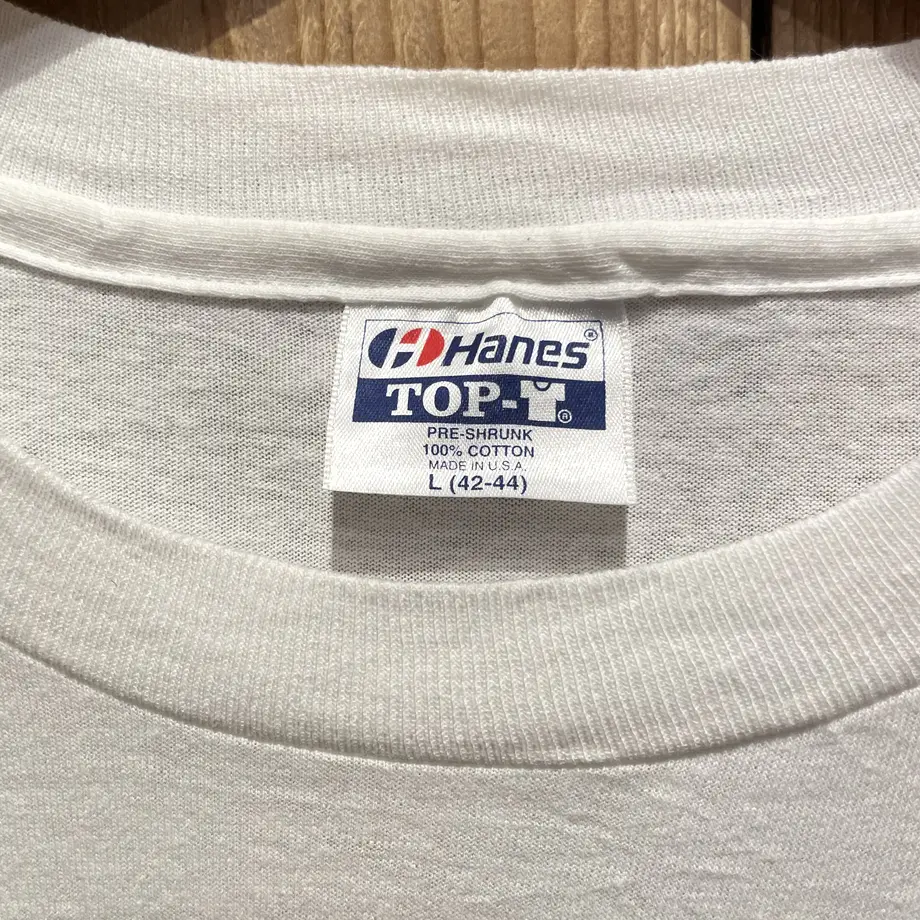 Hanes®
TOP-T®
PRE-SHRUNK
100% COTTON
MADE IN U.S.A.
L (42-44)